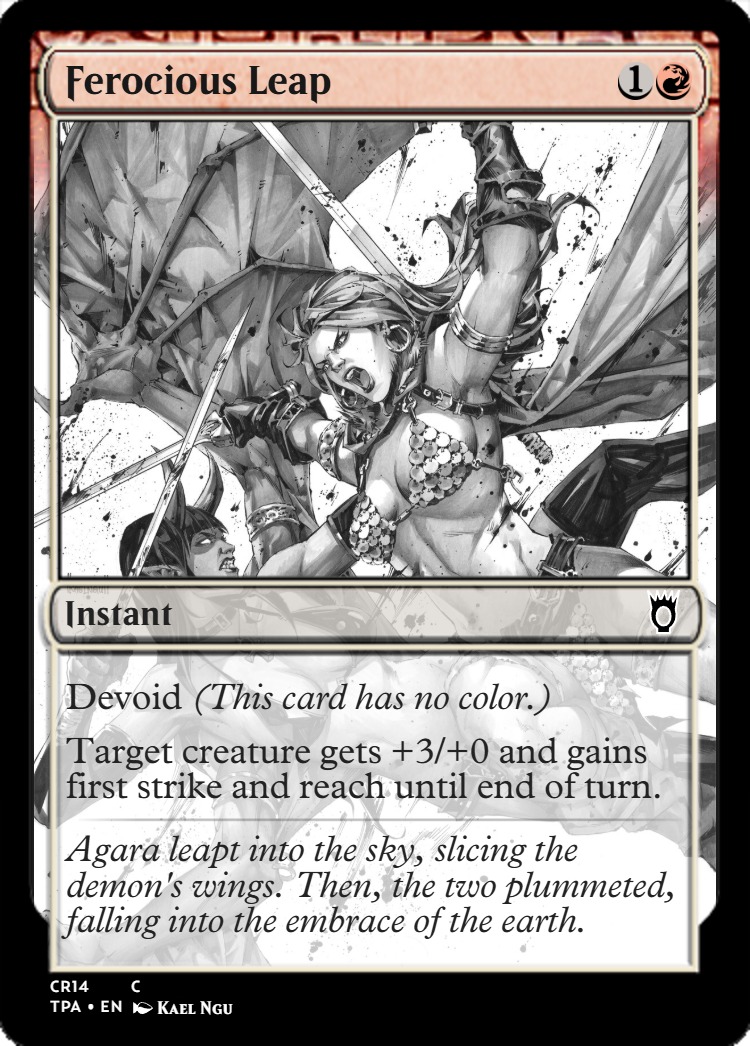 Ferocious Leap 1
Instant
Devoid (This card has no color.)
Target creature gets +3/+0 and gains
first strike and reach until end of turn.
Agara leapt into the sky, slicing the
demon's wings. Then, the two plummeted,
falling into the embrace of the earth.
CR14 C
TPA • EN Kael Ngu